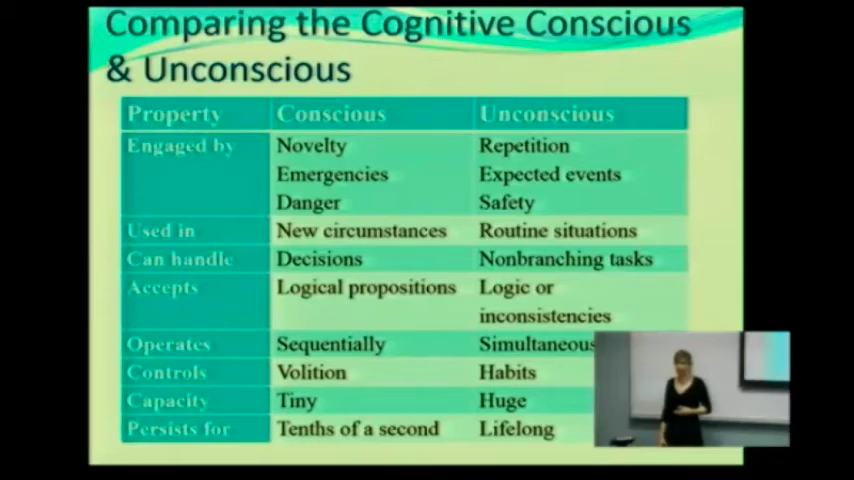 Comparing the Cognitive Conscious
& Unconscious
Property Conscious Unconscious
Engaged by Novelty Repetition
Emergencies Expected events
Danger Safety
Used in New circumstances Routine situations
Can handle Decisions Nonbranching tasks
Accepts Logical propositions Logic or
inconsistencies
Operates Sequentially Simultaneous
Controls Volition Habits
Capacity Tiny Huge
Persists for Tenths of a second Lifelong